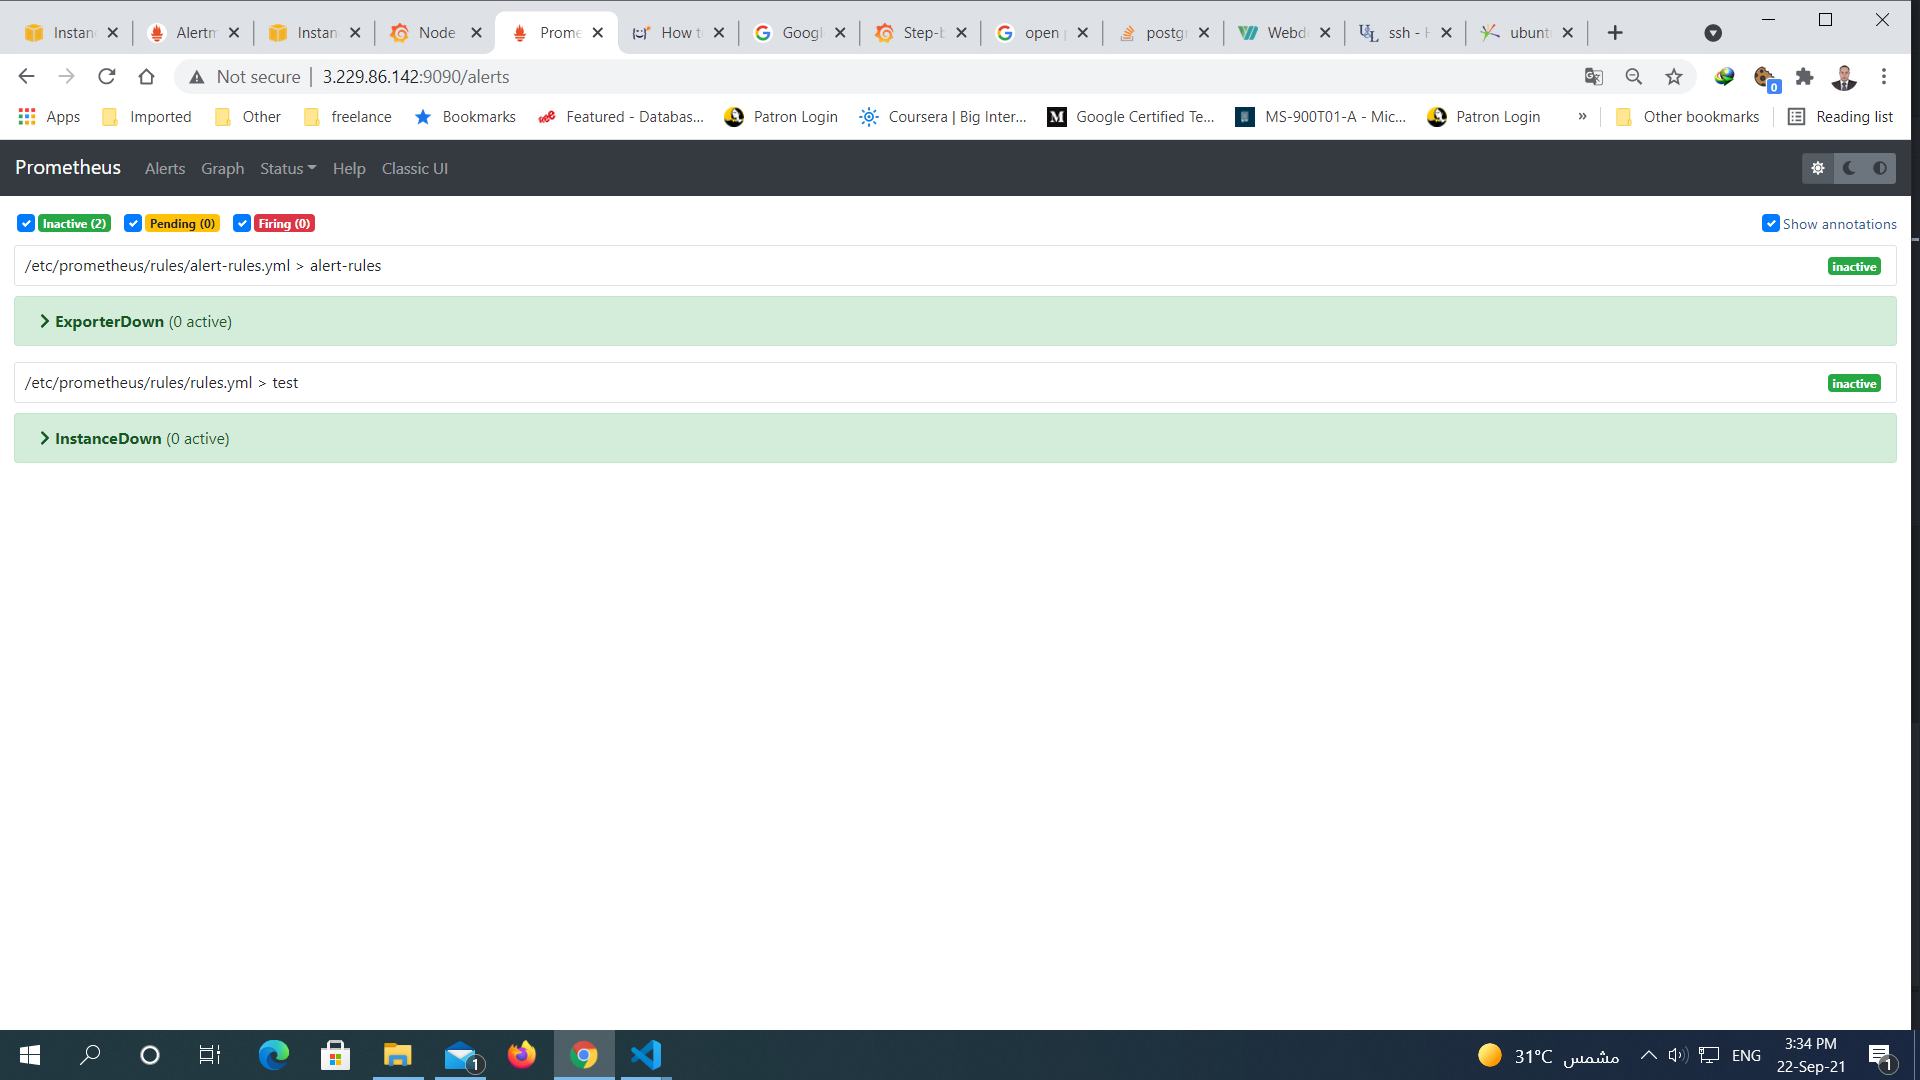 Instan
Alertm
Instan
Node
Prome
How t
Googl
Step-b
open
postgr
Webd
ssh -
ubunt
Not secure
3.229.86.142:9090/alerts
0
Apps
Imported
Other
freelance
Bookmarks
Featured - Databas...
Patron Login
Coursera | Big Inter...
Google Certified Te...
MS-900T01-A - Mic...
Patron Login
»
Other bookmarks
Reading list
Prometheus
Alerts
Graph
Status
Help
Classic UI
Inactive (2)
Pending (0)
Firing (0)
Show annotations
/etc/prometheus/rules/alert-rules.yml > alert-rules
inactive
ExporterDown (0 active)
/etc/prometheus/rules/rules.yml > test
inactive
InstanceDown (0 active)
1
31°C مشمس
ENG
3:34 PM
22-Sep-21
1